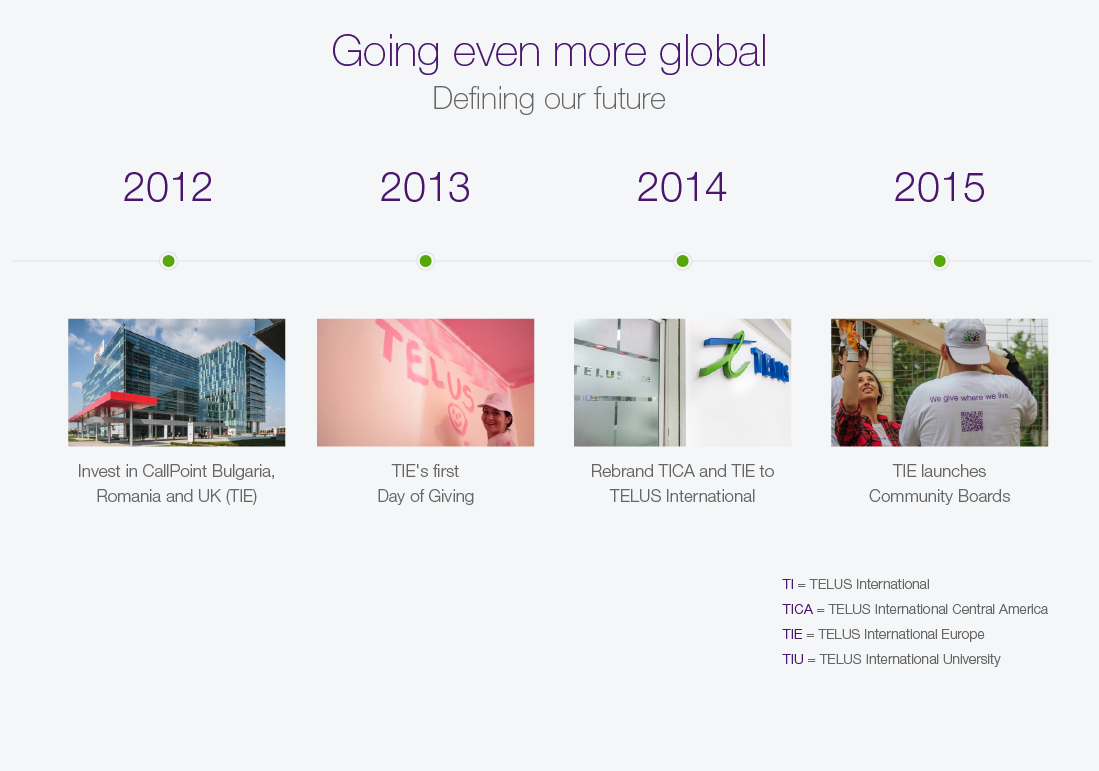 Going even more global
Defining our future
2012
2013
2014
2015
TELUS
TELUS
TELUS
We give where we live.
Invest in CallPoint Bulgaria,
Romania and UK (TIE)
TIE's first
Day of Giving
Rebrand TICA and TIE to
TELUS International
TIE launches
Community Boards
TI = TELUS International
TICA = TELUS International Central America
TIE = TELUS International Europe
TIU = TELUS International University